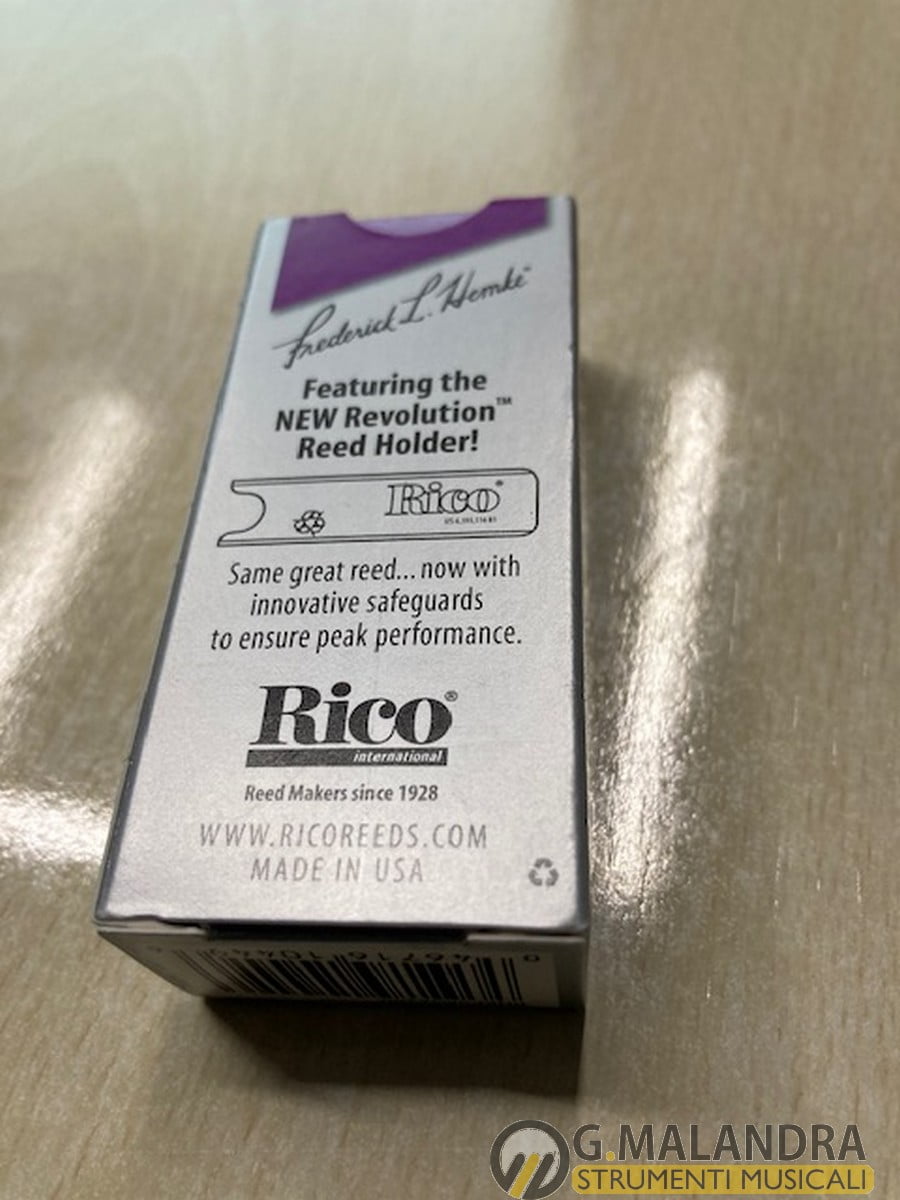 Frederick L. Hemke
Featuring the
NEW Revolution™
Reed Holder!
Rico®
Same great reed... now with
innovative safeguards
to ensure peak performance.
Rico®
international
Reed Makers since 1928
WWW.RICOREEDS.COM
MADE IN USA
G.MALANDRA
STRUMENTI MUSICALI